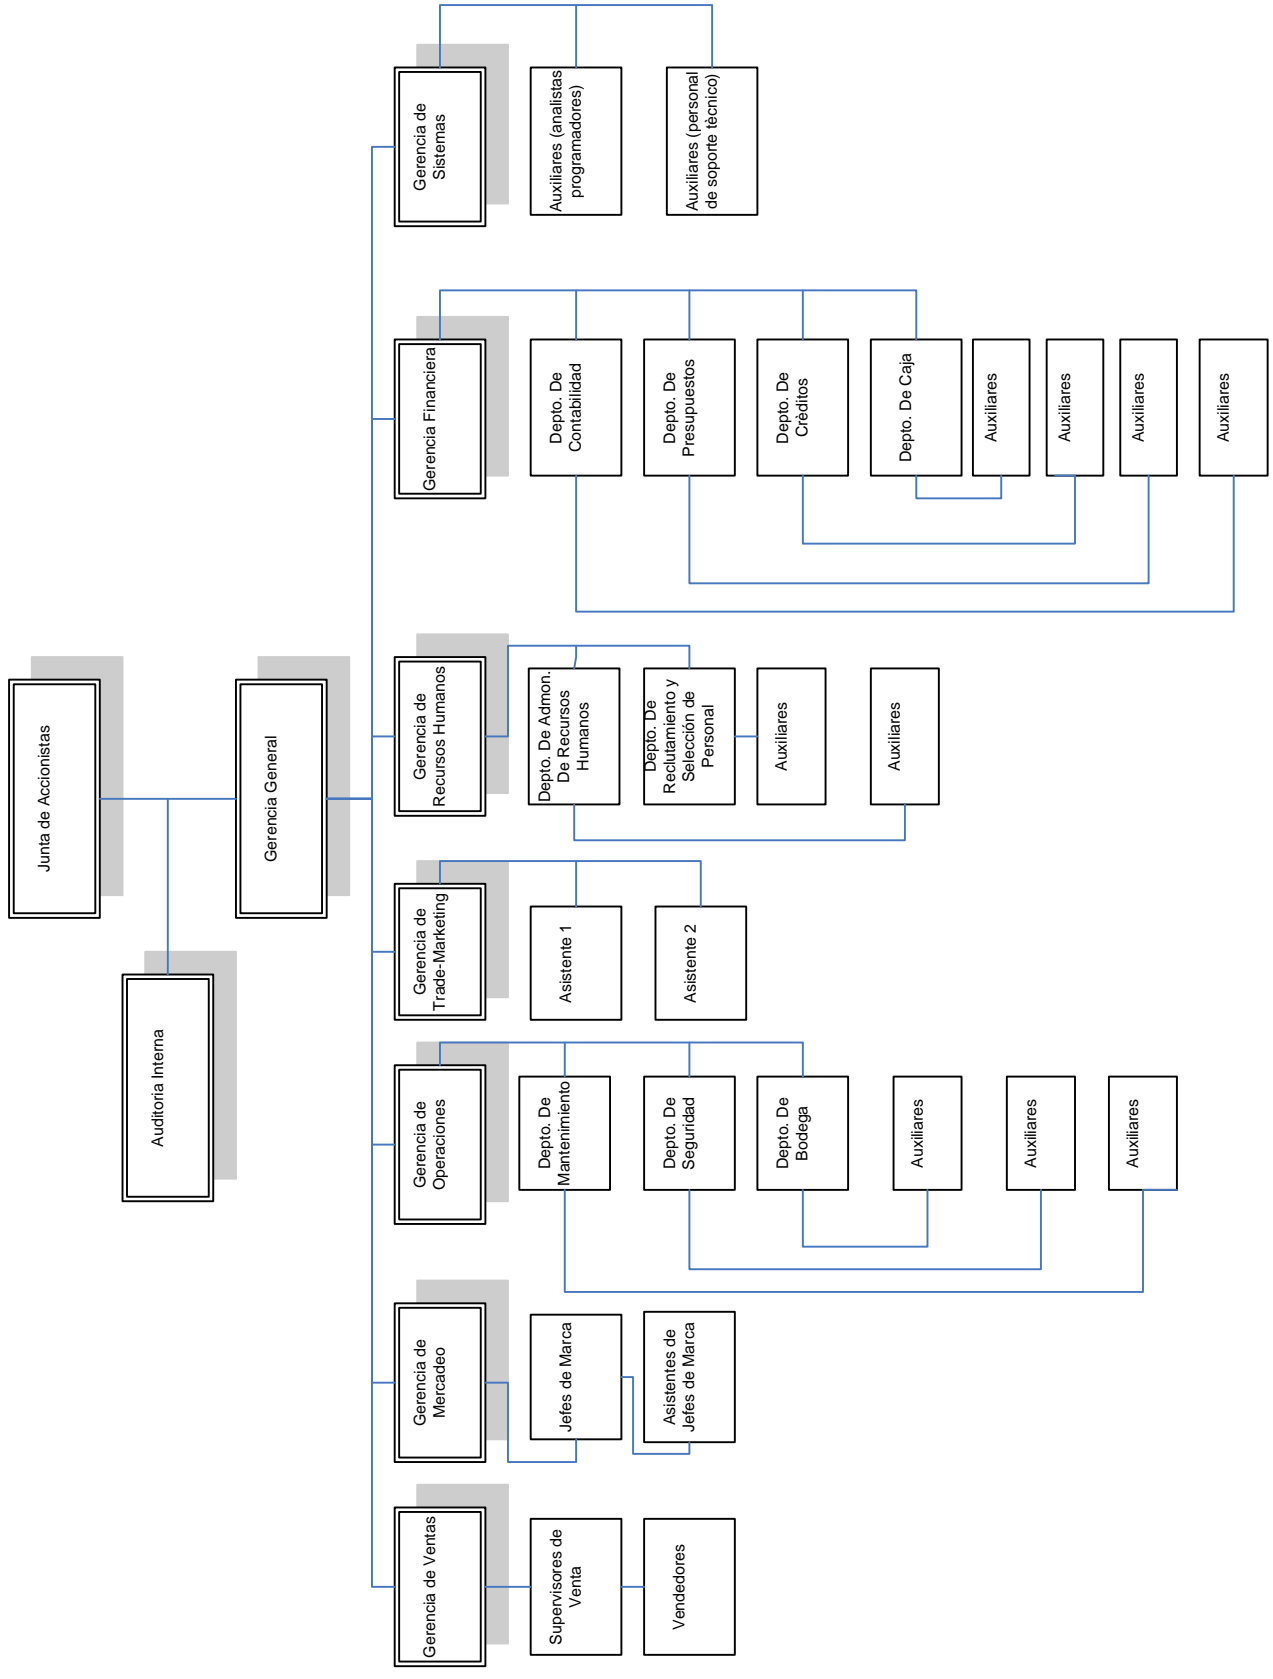 Junta de Accionistas
Auditoria Interna
Gerencia General
Gerencia de Ventas
Gerencia de
Mercadeo
Gerencia de
Operaciones
Gerencia de
Trade-Marketing
Gerencia de
Recursos Humanos
Gerencia Financiera
Gerencia de
Sistemas
Supervisores de
Venta
Vendedores
Jefes de Marca
Asistentes de
Jefes de Marca
Depto. De
Mantenimiento
Depto. De
Seguridad
Depto. De
Bodega
Auxiliares
Auxiliares
Auxiliares
Asistente 1
Asistente 2
Depto. De Admon.
De Recursos
Humanos
Depto. De
Reclutamiento y
Selección de
Personal
Auxiliares
Auxiliares
Depto. De
Contabilidad
Depto. De
Presupuestos
Depto. De
Crèditos
Depto. De Caja
Auxiliares
Auxiliares
Auxiliares
Auxiliares
Auxiliares (analistas
programadores)
Auxiliares (personal
de soporte tècnico)